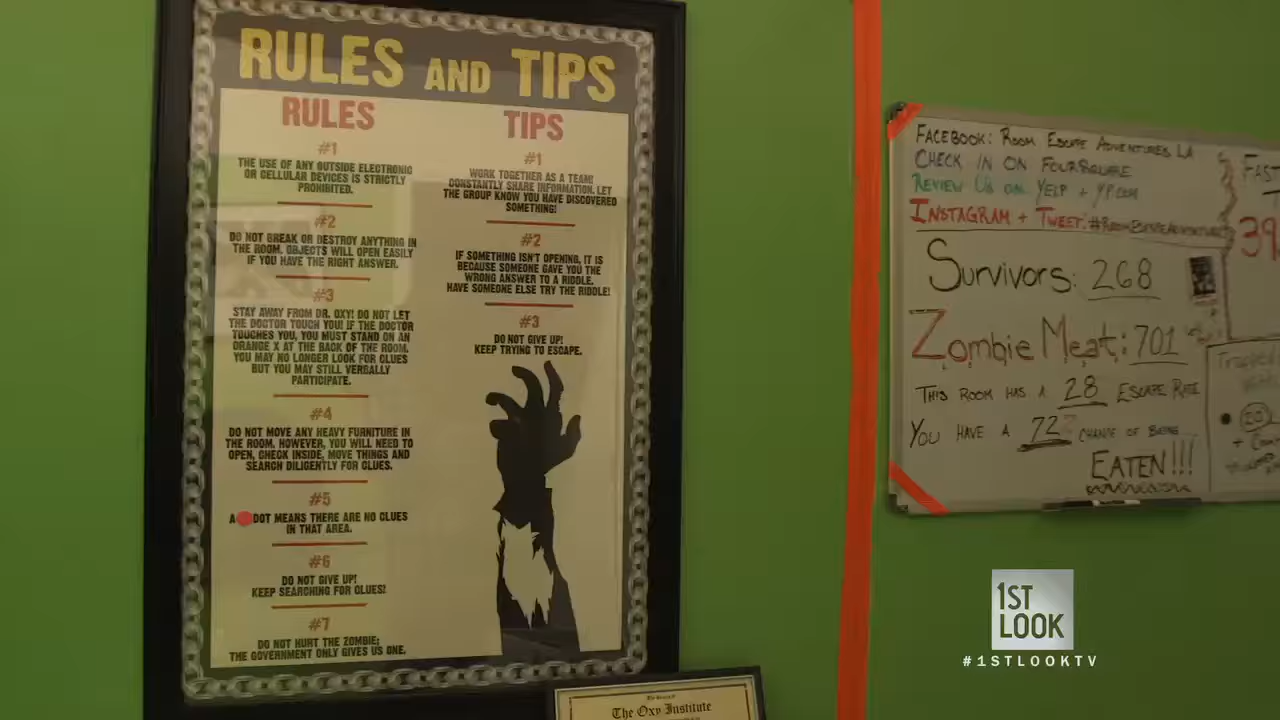 RULES AND TIPS
RULES
#1
THE USE OF ANY OUTSIDE ELECTRONIC
OR CELLULAR DEVICES IS STRICTLY
PROHIBITED.
#2
DO NOT BREAK OR DESTROY ANYTHING IN
THE ROOM. OBJECTS WILL OPEN EASILY
IF YOU HAVE THE RIGHT ANSWER.
#3
STAY AWAY FROM DR. OXY! DO NOT LET
THE DOCTOR TOUCH YOU! IF THE DOCTOR
TOUCHES YOU, YOU MUST STAND ON AN
ORANGE X AT THE BACK OF THE ROOM.
YOU MAY NO LONGER LOOK FOR CLUES
BUT YOU MAY STILL VERBALLY
PARTICIPATE.
#4
DO NOT MOVE ANY HEAVY FURNITURE IN
THE ROOM. HOWEVER, YOU WILL NEED TO
OPEN, CHECK INSIDE, MOVE THINGS AND
SEARCH DILIGENTLY FOR CLUES.
#5
A DOT MEANS THERE ARE NO CLUES
IN THAT AREA.
#6
DO NOT GIVE UP!
KEEP SEARCHING FOR CLUES!
#7
DO NOT HURT THE ZOMBIE;
THE GOVERNMENT ONLY GIVES US ONE.
TIPS
#1
WORK TOGETHER AS A TEAM!
CONSTANTLY SHARE INFORMATION. LET
THE GROUP KNOW YOU HAVE DISCOVERED
SOMETHING!
#2
IF SOMETHING ISN'T OPENING, IT IS
BECAUSE SOMEONE GAVE YOU THE
WRONG ANSWER TO A RIDDLE.
HAVE SOMEONE ELSE TRY THE RIDDLE!
#3
DO NOT GIVE UP!
KEEP TRYING TO ESCAPE.
The Oxy Institute
FACEBOOK: ROOM ESCAPE ADVENTURES LA
CHECK IN ON FOURSQUARE
REVIEW US ON YELP + YP.COM
INSTAGRAM + TWEET: #ROOMESCAPEADVENTURES
SURVIVORS: 268
Zombie Meat: 701
THIS ROOM HAS A 28 ESCAPE RATE
YOU HAVE A 72% CHANCE OF BEING...
EATEN!!!
FAST
39
Trapped
1ST
LOOK
#1STLOOKTV